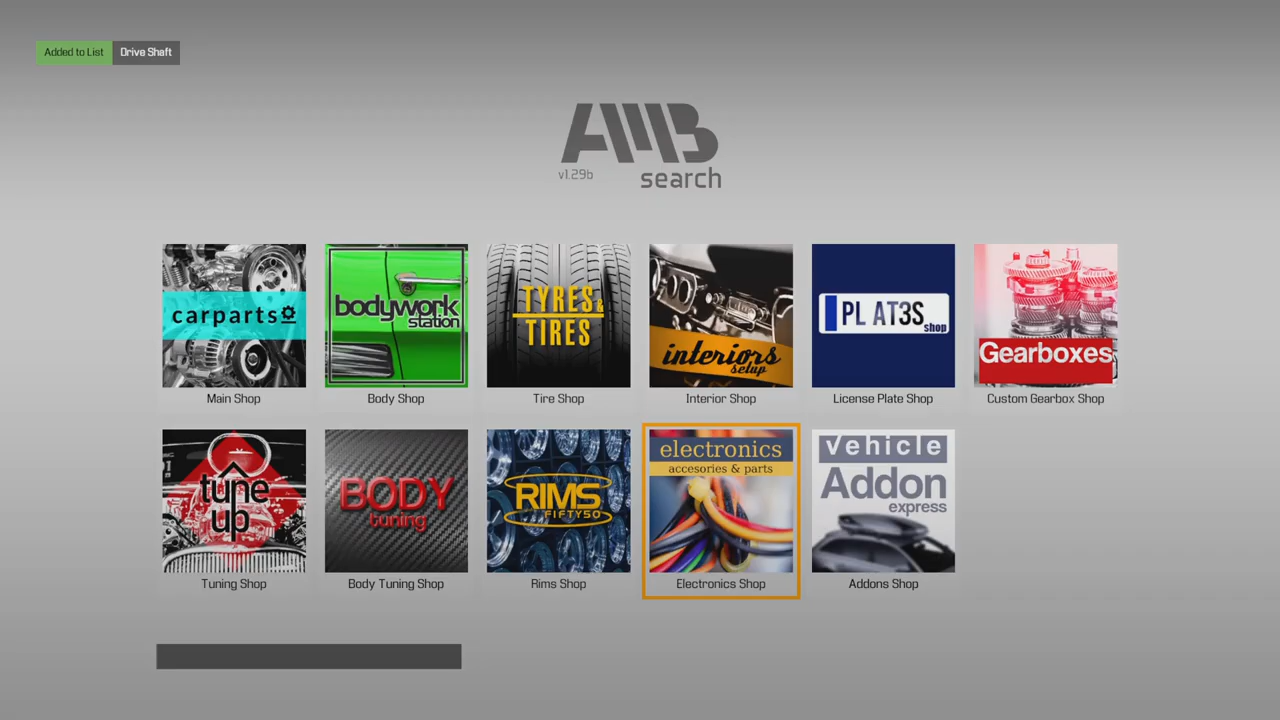 Added to List Drive Shaft
AMB
v1.29b search
carparts
bodywork
station
TYRES &
TIRES
interiors
setup
PL AT3S
shop
Gearboxes
Main Shop
Body Shop
Tire Shop
Interior Shop
License Plate Shop
Custom Gearbox Shop
tune
up
BODY
tuning
RIMS
FIFTY50
electronics
accesories & parts
vehicle
Addon
express
Tuning Shop
Body Tuning Shop
Rims Shop
Electronics Shop
Addons Shop